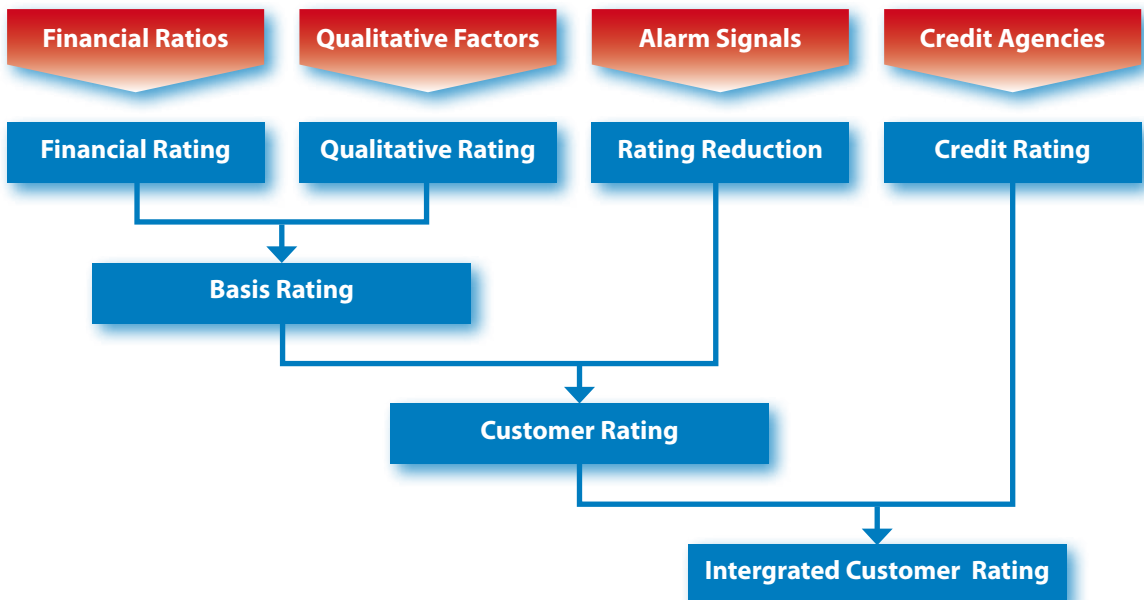 Financial Ratios
Qualitative Factors
Alarm Signals
Credit Agencies
Financial Rating
Qualitative Rating
Rating Reduction
Credit Rating
Basis Rating
Customer Rating
Intergrated Customer Rating